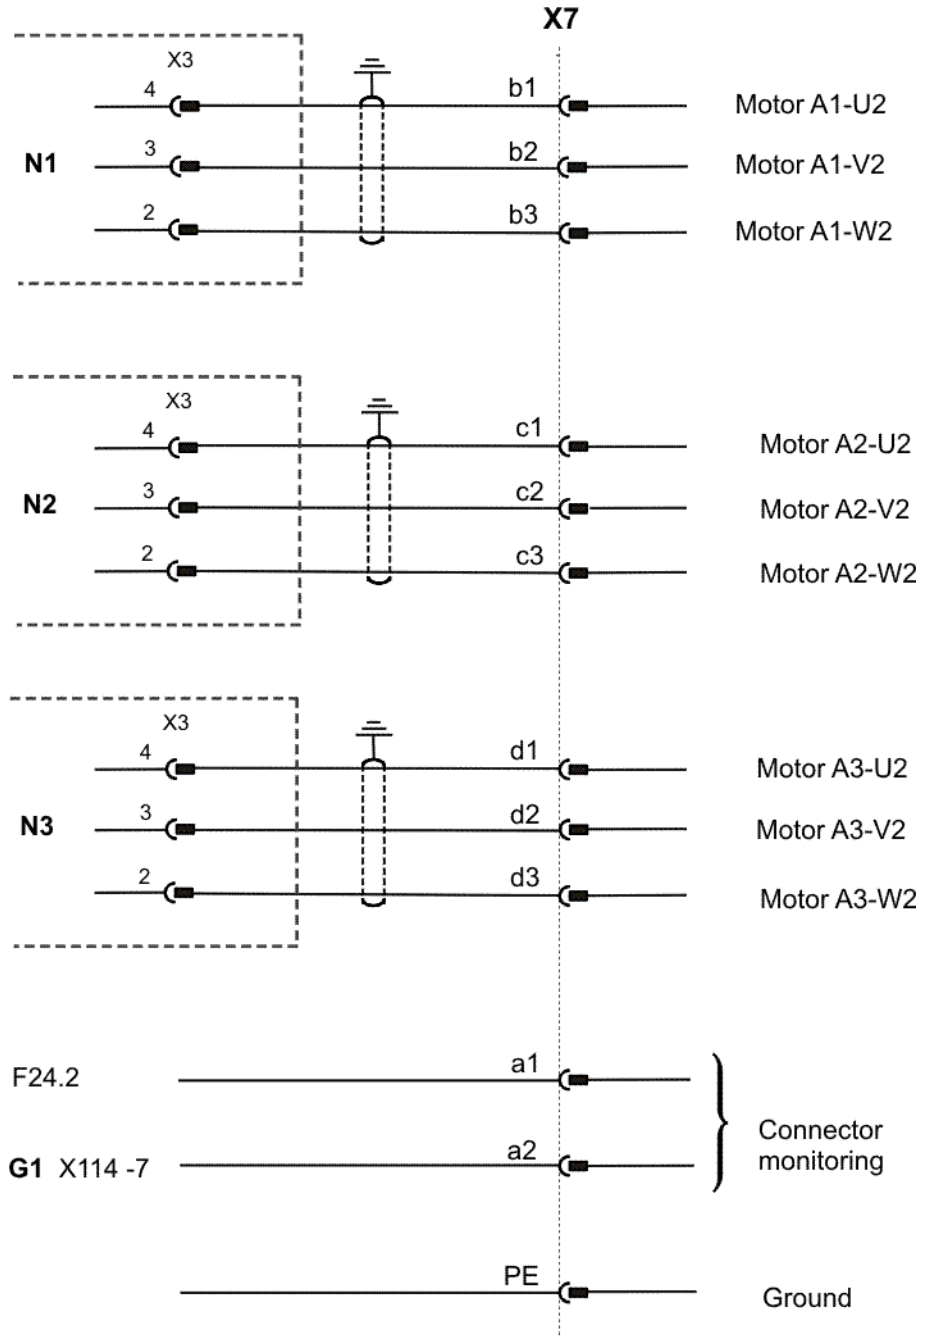 X7
X3
4 b1 Motor A1-U2
N1 3 b2 Motor A1-V2
2 b3 Motor A1-W2
X3
4 c1 Motor A2-U2
N2 3 c2 Motor A2-V2
2 c3 Motor A2-W2
X3
4 d1 Motor A3-U2
N3 3 d2 Motor A3-V2
2 d3 Motor A3-W2
F24.2 a1
Connector
G1 X114 -7 a2 monitoring
PE Ground